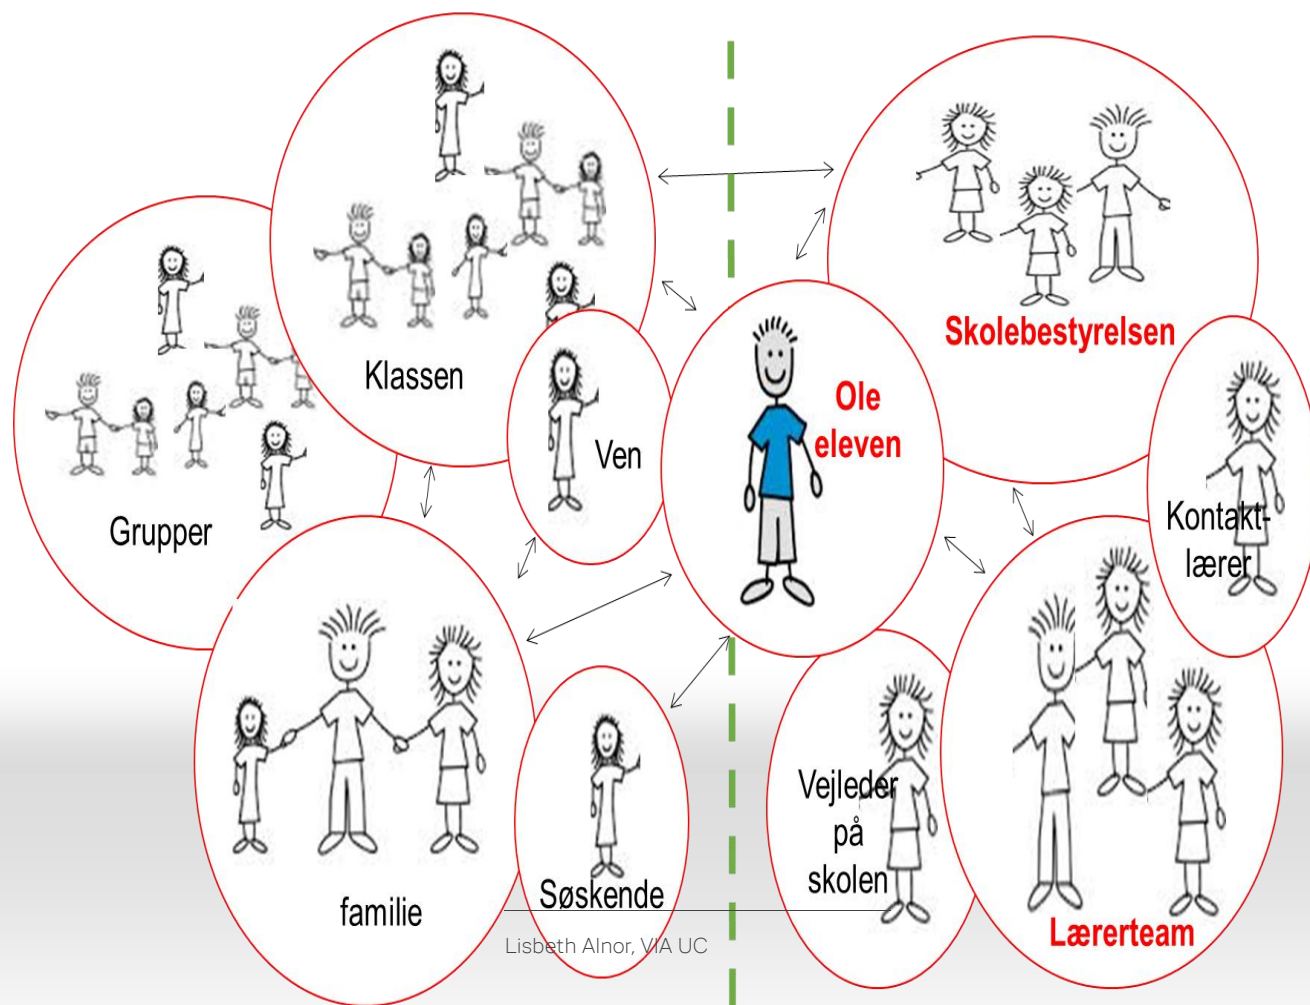 Skolebestyrelsen
Klassen
Ole
eleven
Ven
Grupper
Kontakt-
lærer
Vejleder
på
skolen
Søskende
familie
Lærerteam
Lisbeth Alnor, VIA UC